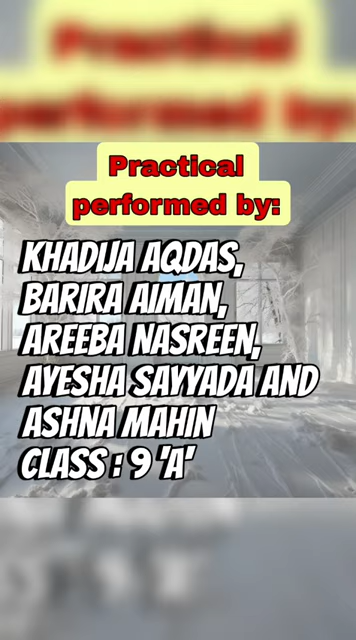 Practical
performed by:
KHADIJA AQDAS,
BARIRA AIMAN,
AREEBA NASREEN,
AYESHA SAYYADA AND
ASHNA MAHIN
CLASS : 9 'A'